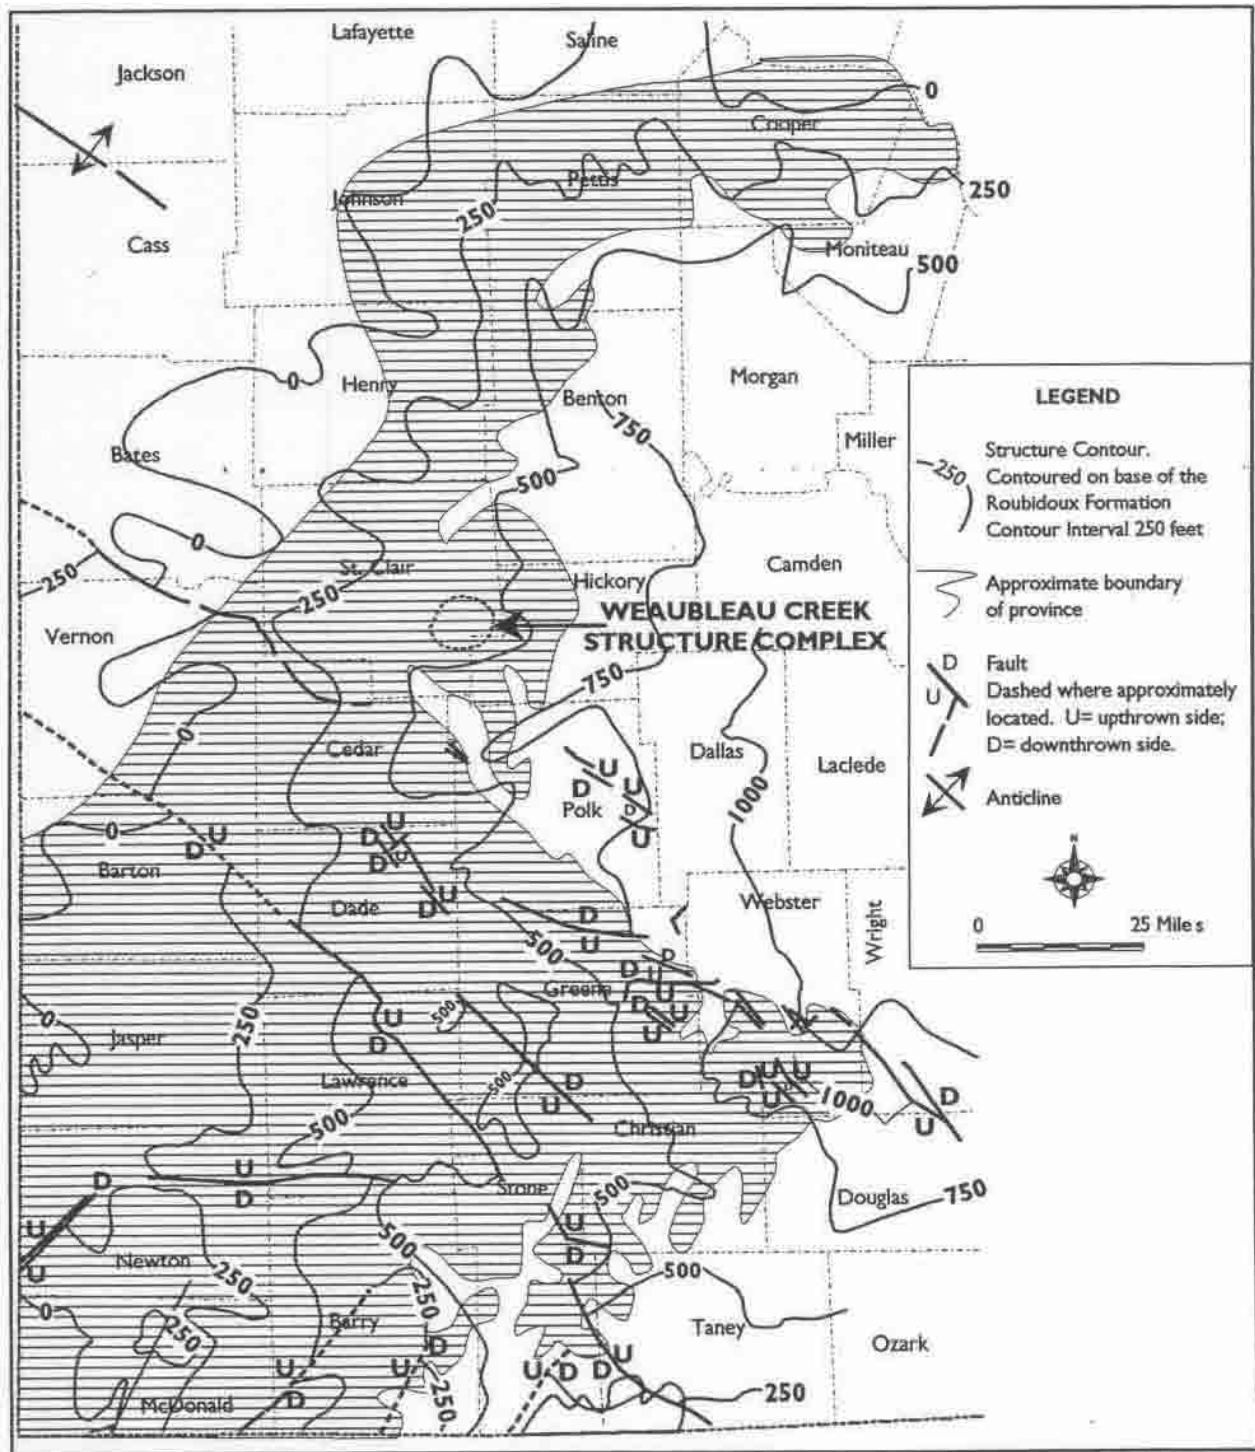 Lafayette
Saline
Jackson
0
Cooper
Pettis
Johnson
250
250
Cass
Moniteau
500
0
Henry
Morgan
Benton
750
Miller
Bates
500
0
250
St. Clair
Camden
Hickory
250
Vernon
WEAUBLEAU CREEK
STRUCTURE COMPLEX
750
0
Cedar
Dallas
Laclede
U
D
U
Polk
D
U
1000
0
U
D
U
D
D
U
Barton
U
D
Dade
Webster
Wright
D
U
500
D
D
Greene
U
D
U
U
0
Jasper
250
500
U
D
Lawrence
500
D
U
D
U
U
U
U
1000
D
U
500
Christian
U
D
D
Stone
500
Douglas
750
U
U
U
D
500
Newton
250
500
0
250
250
Barry
Taney
Ozark
D
U
U
D
U
D
D
U
McDonald
250
250
LEGEND
250
Structure Contour.
Contoured on base of the
Roubidoux Formation
Contour Interval 250 feet
Approximate boundary
of province
D
U
Fault
Dashed where approximately
located. U= upthrown side;
D= downthrown side.
Anticline
N
0 25 Miles